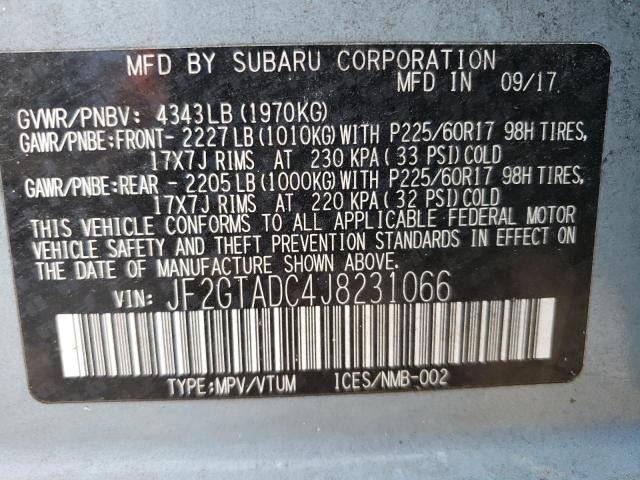 MFD BY SUBARU CORPORATION
MFD IN 09/17
GVWR/PNBV: 4343LB (1970KG)
GAWR/PNBE:FRONT- 2227LB (1010KG) WITH P225/60R17 98H TIRES,
17X7J RIMS AT 230 KPA (33 PSI) COLD
GAWR/PNBE:REAR - 2205LB (1000KG) WITH P225/60R17 98H TIRES,
17X7J RIMS AT 220 KPA (32 PSI) COLD
THIS VEHICLE CONFORMS TO ALL APPLICABLE FEDERAL MOTOR
VEHICLE SAFETY AND THEFT PREVENTION STANDARDS IN EFFECT ON
THE DATE OF MANUFACTURE SHOWN ABOVE.
VIN: JF2GTADC4J8231066
TYPE:MPV/VTUM ICES/NMB-002